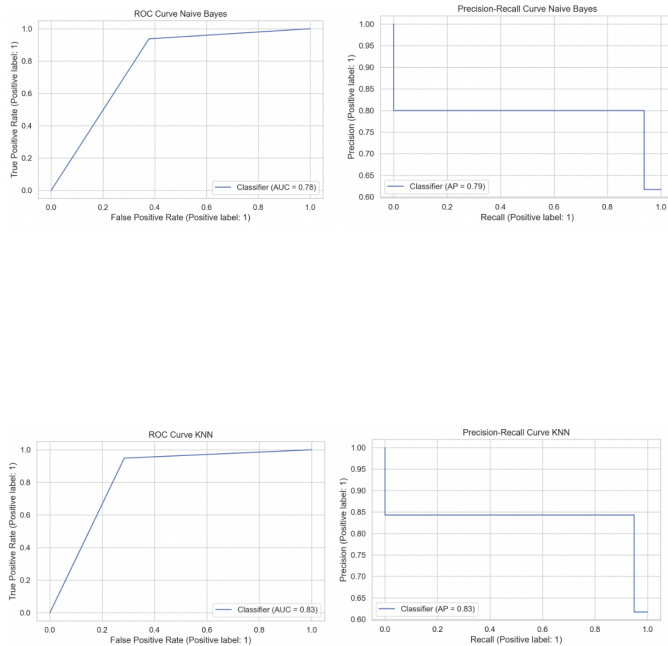 ROC Curve Naive Bayes
True Positive Rate (Positive label: 1)
1.0
0.8
0.6
0.4
0.2
0.0
Classifier (AUC = 0.78)
0.0 0.2 0.4 0.6 0.8 1.0
False Positive Rate (Positive label: 1)
Precision-Recall Curve Naive Bayes
Precision (Positive label: 1)
1.00
0.95
0.90
0.85
0.80
0.75
0.70
0.65
0.60
Classifier (AP = 0.79)
0.0 0.2 0.4 0.6 0.8 1.0
Recall (Positive label: 1)
ROC Curve KNN
True Positive Rate (Positive label: 1)
1.0
0.8
0.6
0.4
0.2
0.0
Classifier (AUC = 0.83)
0.0 0.2 0.4 0.6 0.8 1.0
False Positive Rate (Positive label: 1)
Precision-Recall Curve KNN
Precision (Positive label: 1)
1.00
0.95
0.90
0.85
0.80
0.75
0.70
0.65
0.60
Classifier (AP = 0.83)
0.0 0.2 0.4 0.6 0.8 1.0
Recall (Positive label: 1)